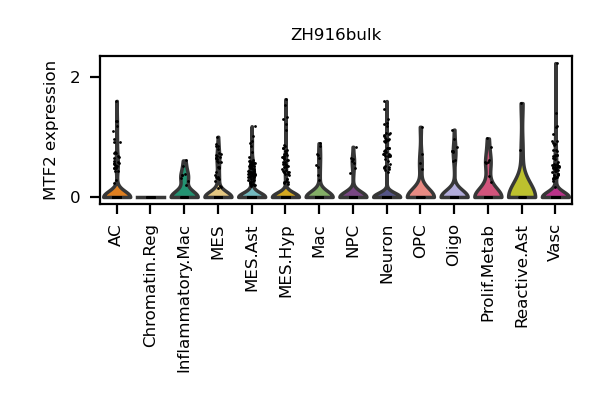 ZH916bulk
MTF2 expression
2
0
AC
Chromatin.Reg
Inflammatory.Mac
MES
MES.Ast
MES.Hyp
Mac
NPC
Neuron
OPC
Oligo
Prolif.Metab
Reactive.Ast
Vasc